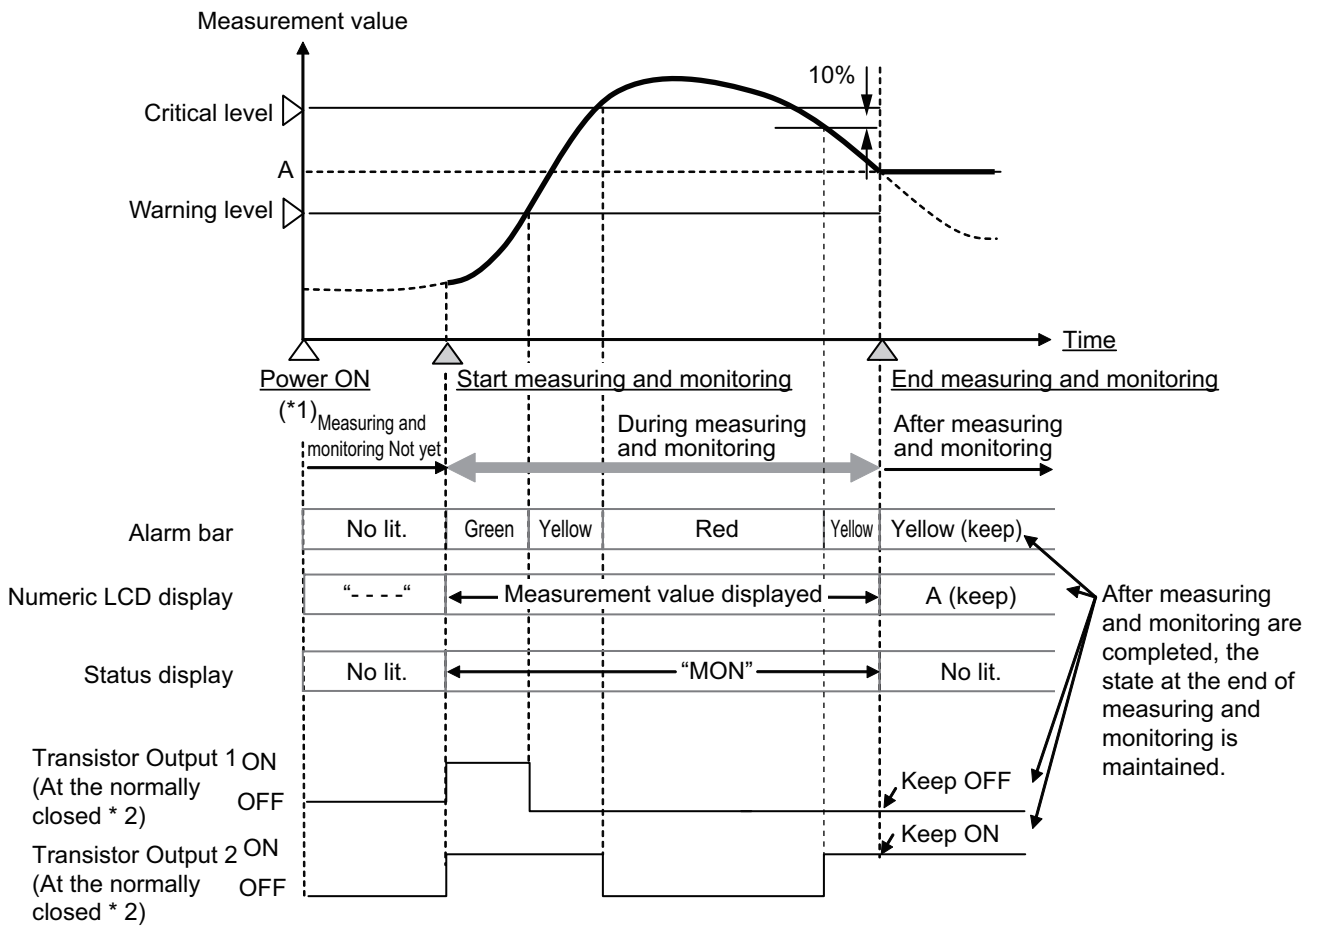 Measurement value
10%
Critical level
A
Warning level
Time
Power ON
(*1)
Start measuring and monitoring
End measuring and monitoring
Measuring and
monitoring Not yet
During measuring
and monitoring
After measuring
and monitoring
Alarm bar
No lit.
Green
Yellow
Red
Yellow
Yellow (keep)
Numeric LCD display
“- - - -“
Measurement value displayed
A (keep)
After measuring
and monitoring are
completed, the
state at the end of
measuring and
monitoring is
maintained.
Status display
No lit.
“MON”
No lit.
Transistor Output 1
(At the normally
closed * 2)
ON
OFF
Keep OFF
Transistor Output 2
(At the normally
closed * 2)
ON
OFF
Keep ON